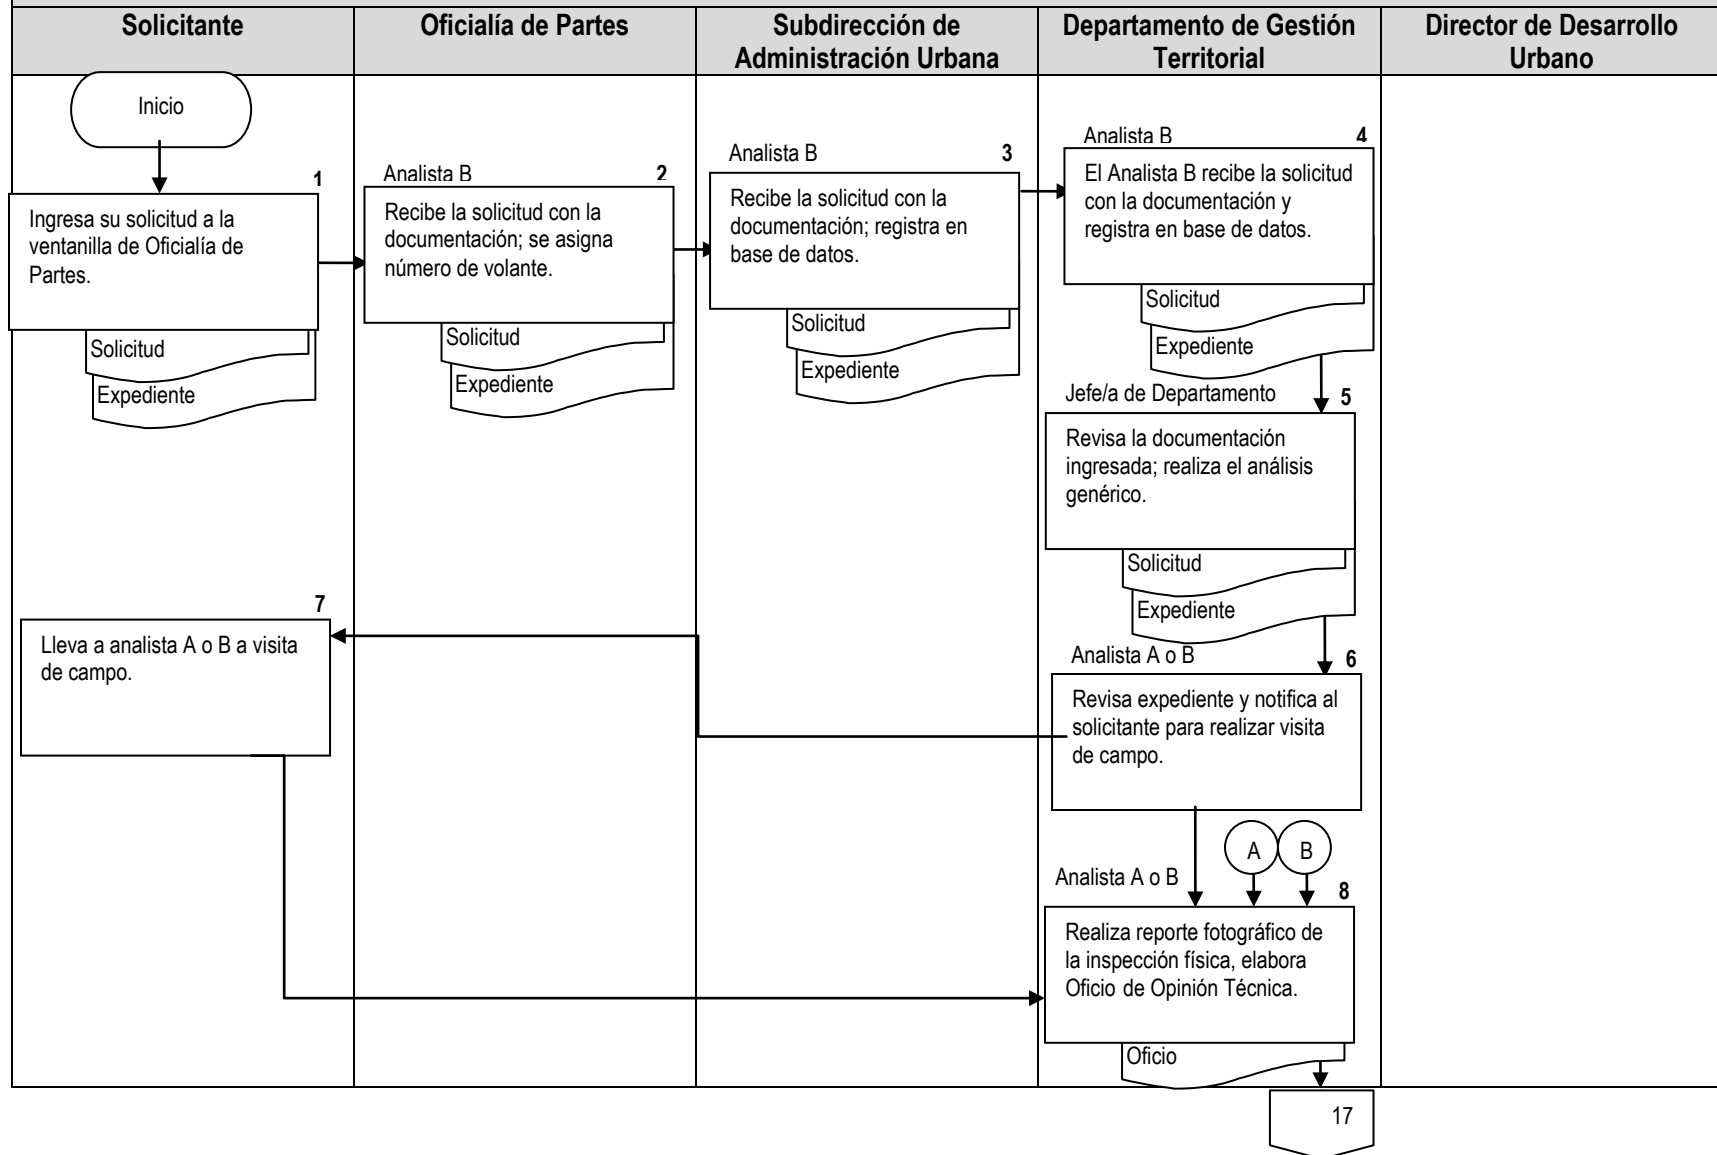 Solicitante
Oficialía de Partes
Subdirección de
Administración Urbana
Departamento de Gestión
Territorial
Director de Desarrollo
Urbano
Inicio
1
Ingresa su solicitud a la
ventanilla de Oficialía de
Partes.
Solicitud
Expediente
Analista B
2
Recibe la solicitud con la
documentación; se asigna
número de volante.
Solicitud
Expediente
Analista B
3
Recibe la solicitud con la
documentación; registra en
base de datos.
Solicitud
Expediente
Analista B
4
El Analista B recibe la solicitud
con la documentación y
registra en base de datos.
Solicitud
Expediente
Jefe/a de Departamento
5
Revisa la documentación
ingresada; realiza el análisis
genérico.
Solicitud
Expediente
Analista A o B
6
Revisa expediente y notifica al
solicitante para realizar visita
de campo.
7
Lleva a analista A o B a visita
de campo.
A
B
Analista A o B
8
Realiza reporte fotográfico de
la inspección física, elabora
Oficio de Opinión Técnica.
Oficio
17